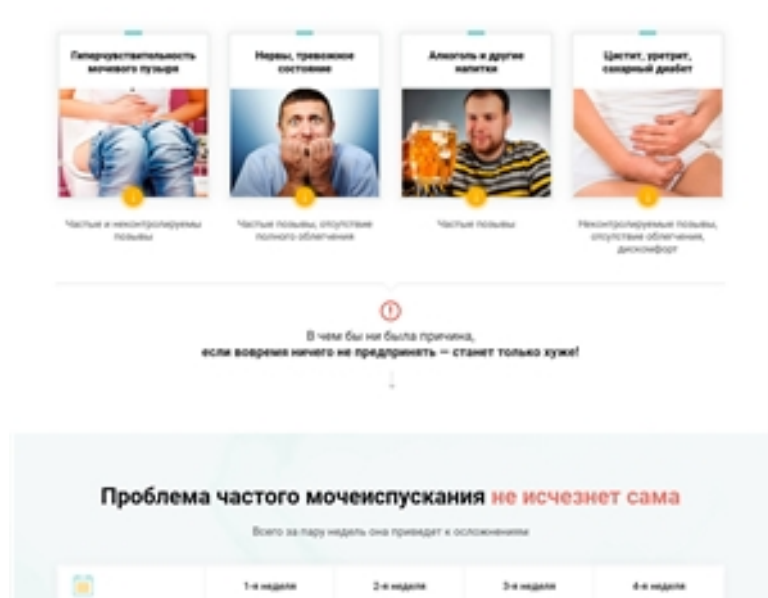 Гиперчувствительность
мочевого пузыря
Нервы, тревожное
состояние
Алкоголь и другие
напитки
Цистит, уретрит,
сахарный диабет
Частые и неконтролируемы
позывы
Частые позывы, отсутствие
полного облегчения
Частые позывы
Неконтролируемые позывы,
отсутствие облегчения,
дискомфорт
В чем бы ни была причина,
если вовремя ничего не предпринять — станет только хуже!
Проблема частого мочеиспускания не исчезнет сама
Всего за пару недель она приведет к осложнениям
1-я неделя
2-я неделя
3-я неделя
4-я неделя